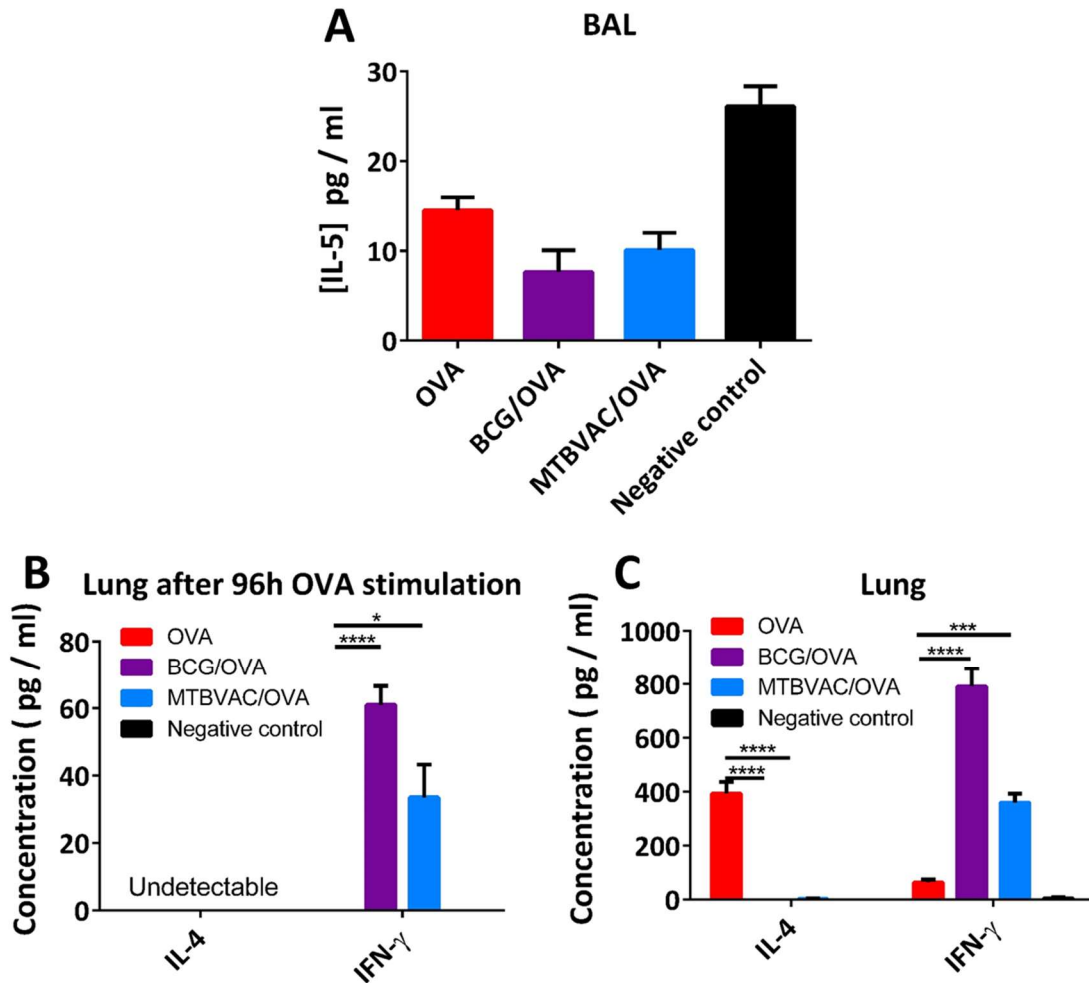 A
BAL
[IL-5] pg / ml
30
20
10
0
OVA
BCG/OVA
MTBVAC/OVA
Negative control
B
Lung after 96h OVA stimulation
Concentration ( pg / ml)
80
60
40
20
0
OVA
BCG/OVA
MTBVAC/OVA
Negative control
*
****
Undetectable
IL-4
IFN-γ
C
Lung
Concentration ( pg / ml)
1000
800
600
400
200
0
OVA
BCG/OVA
MTBVAC/OVA
Negative control
****
****
***
****
IL-4
IFN-γ